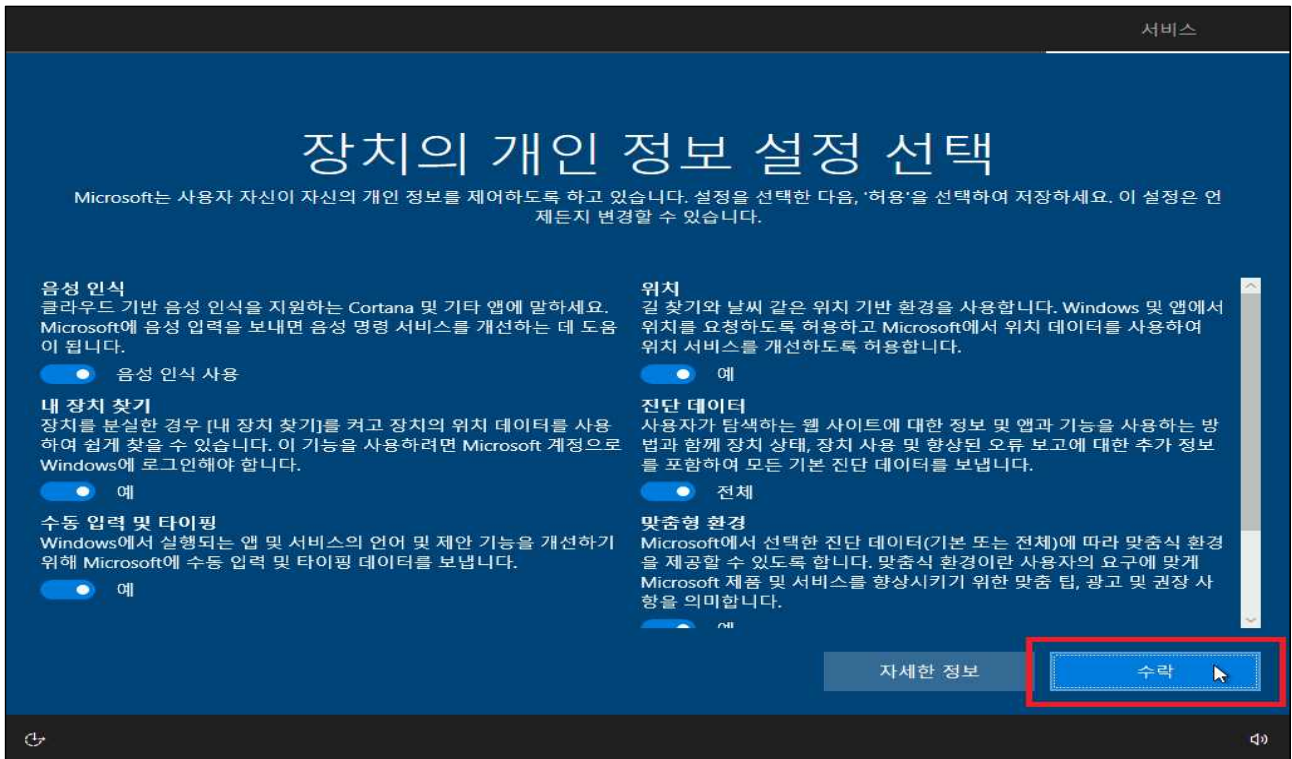 서비스
장치의 개인 정보 설정 선택
Microsoft는 사용자 자신이 자신의 개인 정보를 제어하도록 하고 있습니다. 설정을 선택한 다음, '허용'을 선택하여 저장하세요. 이 설정은 언
제든지 변경할 수 있습니다.
음성 인식
클라우드 기반 음성 인식을 지원하는 Cortana 및 기타 앱에 말하세요.
Microsoft에 음성 입력을 보내면 음성 명령 서비스를 개선하는 데 도움
이 됩니다.
음성 인식 사용
내 장치 찾기
장치를 분실한 경우 [내 장치 찾기]를 켜고 장치의 위치 데이터를 사용
하여 쉽게 찾을 수 있습니다. 이 기능을 사용하려면 Microsoft 계정으로
Windows에 로그인해야 합니다.
예
수동 입력 및 타이핑
Windows에서 실행되는 앱 및 서비스의 언어 및 제안 기능을 개선하기
위해 Microsoft에 수동 입력 및 타이핑 데이터를 보냅니다.
예
위치
길 찾기와 날씨 같은 위치 기반 환경을 사용합니다. Windows 및 앱에서
위치를 요청하도록 허용하고 Microsoft에서 위치 데이터를 사용하여
위치 서비스를 개선하도록 허용합니다.
예
진단 데이터
사용자가 탐색하는 웹 사이트에 대한 정보 및 앱과 기능을 사용하는 방
법과 함께 장치 상태, 장치 사용 및 향상된 오류 보고에 대한 추가 정보
를 포함하여 모든 기본 진단 데이터를 보냅니다.
전체
맞춤형 환경
Microsoft에서 선택한 진단 데이터(기본 또는 전체)에 따라 맞춤식 환경
을 제공할 수 있도록 합니다. 맞춤식 환경이란 사용자의 요구에 맞게
Microsoft 제품 및 서비스를 향상시키기 위한 맞춤 팁, 광고 및 권장 사
항을 의미합니다.
예
자세한 정보
수락